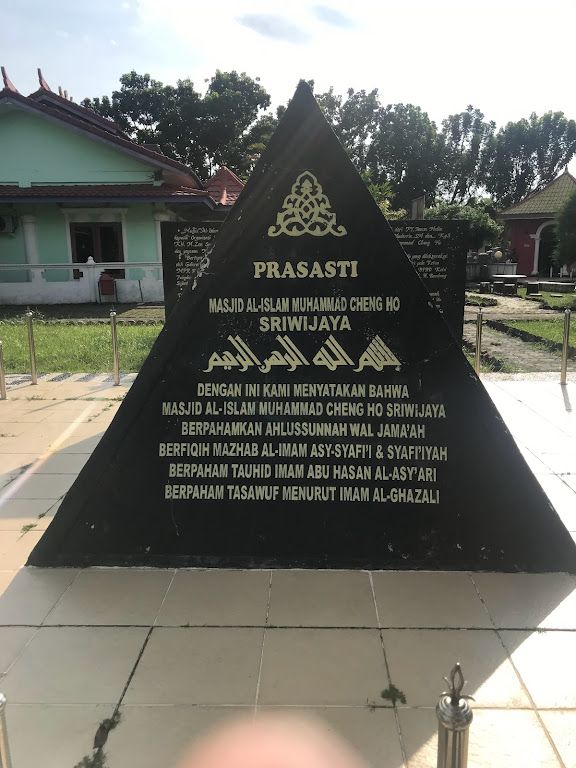 PRASASTI
MASJID AL-ISLAM MUHAMMAD CHENG HO
SRIWIJAYA
بسم الله الرحمن الرحيم
DENGAN INI KAMI MENYATAKAN BAHWA
MASJID AL-ISLAM MUHAMMAD CHENG HO SRIWIJAYA
BERPAHAMKAN AHLUSSUNNAH WAL JAMA'AH
BERFIQIH MAZHAB AL-IMAM ASY-SYAFI'I & SYAFI'IYAH
BERPAHAM TAUHID IMAM ABU HASAN AL-ASY'ARI
BERPAHAM TASAWUF MENURUT IMAM AL-GHAZALI